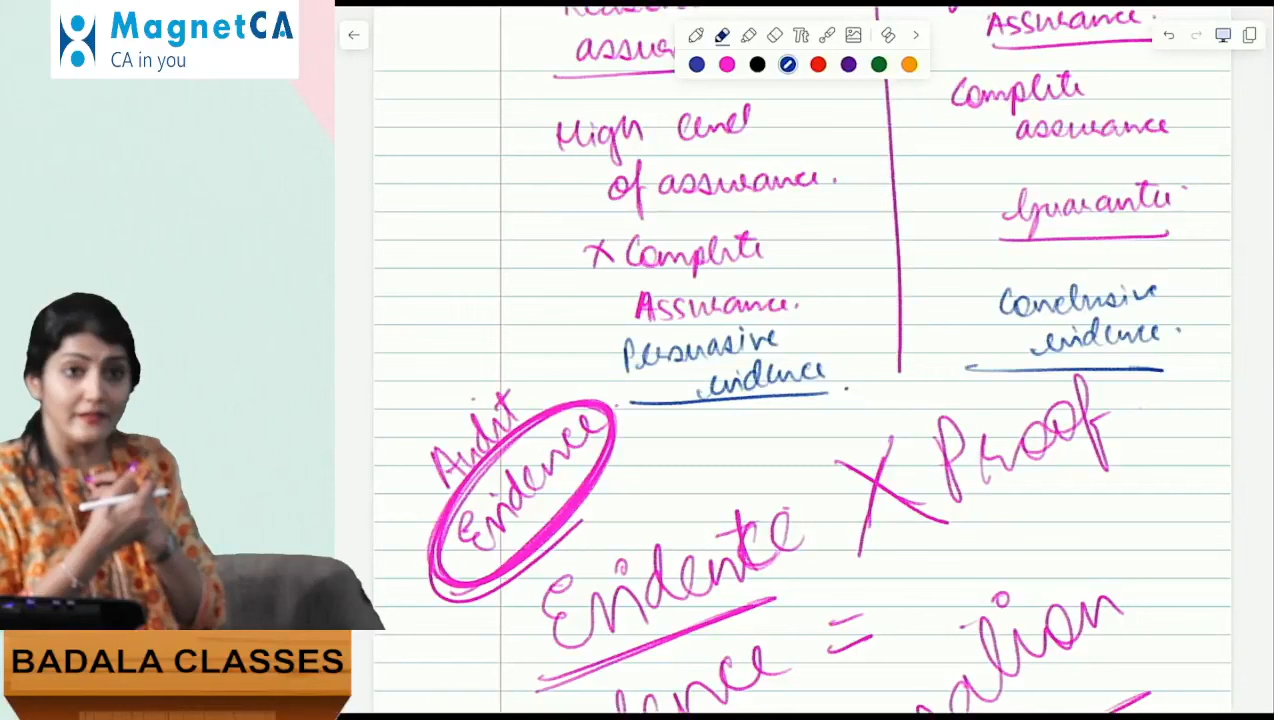 MagnetCA
CA in you
assu
High level
of assurance.
× Complete
Assurance.
Persuasive
evidence.
Assurance.
Complete
assurance
Guarantee
Conclusive
evidence.
Audit
Evidence
Evidence × Proof
=
BADALA CLASSES